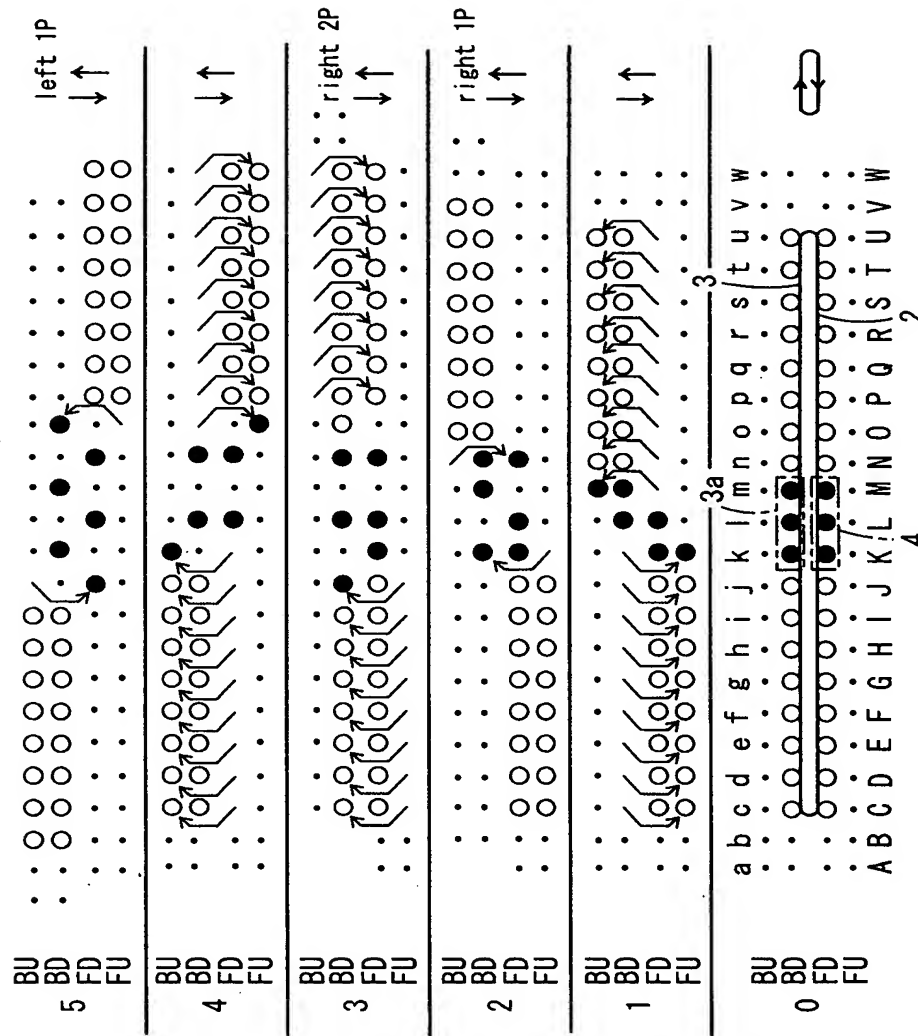 BU
BD
FD
FU
5
left 1P
BU
BD
FD
FU
4
BU
BD
FD
FU
3
right 2P
BU
BD
FD
FU
2
right 1P
BU
BD
FD
FU
1
3a
3
a b c d e f g h i j k l m n o p q r s t u v w
BU
BD
FD
FU
0
A B C D E F G H I J K L M N O P Q R S T U V W
4
2